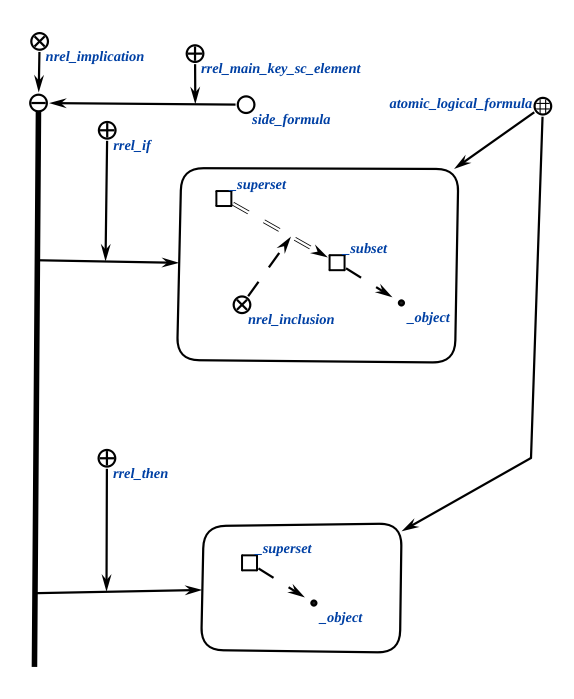 nrel_implication
rrel_main_key_sc_element
atomic_logical_formula
side_formula
rrel_if
_superset
_subset
nrel_inclusion
_object
rrel_then
_superset
_object